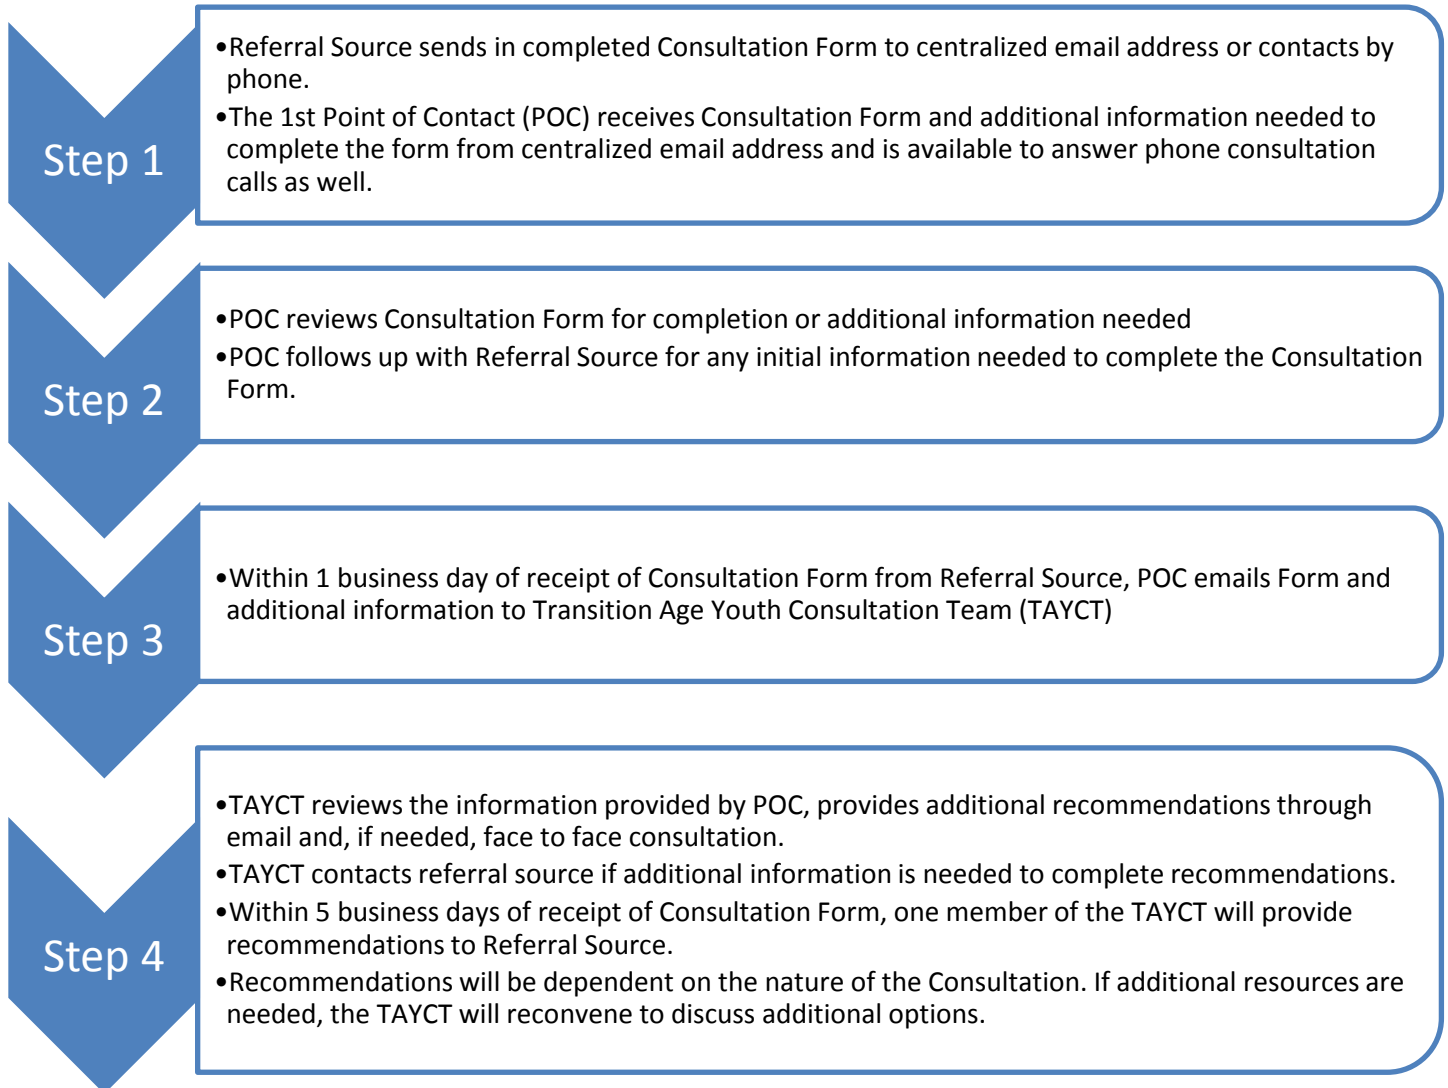 Step 1
•Referral Source sends in completed Consultation Form to centralized email address or contacts by
phone.
•The 1st Point of Contact (POC) receives Consultation Form and additional information needed to
complete the form from centralized email address and is available to answer phone consultation
calls as well.
Step 2
•POC reviews Consultation Form for completion or additional information needed
•POC follows up with Referral Source for any initial information needed to complete the Consultation
Form.
Step 3
•Within 1 business day of receipt of Consultation Form from Referral Source, POC emails Form and
additional information to Transition Age Youth Consultation Team (TAYCT)
Step 4
•TAYCT reviews the information provided by POC, provides additional recommendations through
email and, if needed, face to face consultation.
•TAYCT contacts referral source if additional information is needed to complete recommendations.
•Within 5 business days of receipt of Consultation Form, one member of the TAYCT will provide
recommendations to Referral Source.
•Recommendations will be dependent on the nature of the Consultation. If additional resources are
needed, the TAYCT will reconvene to discuss additional options.